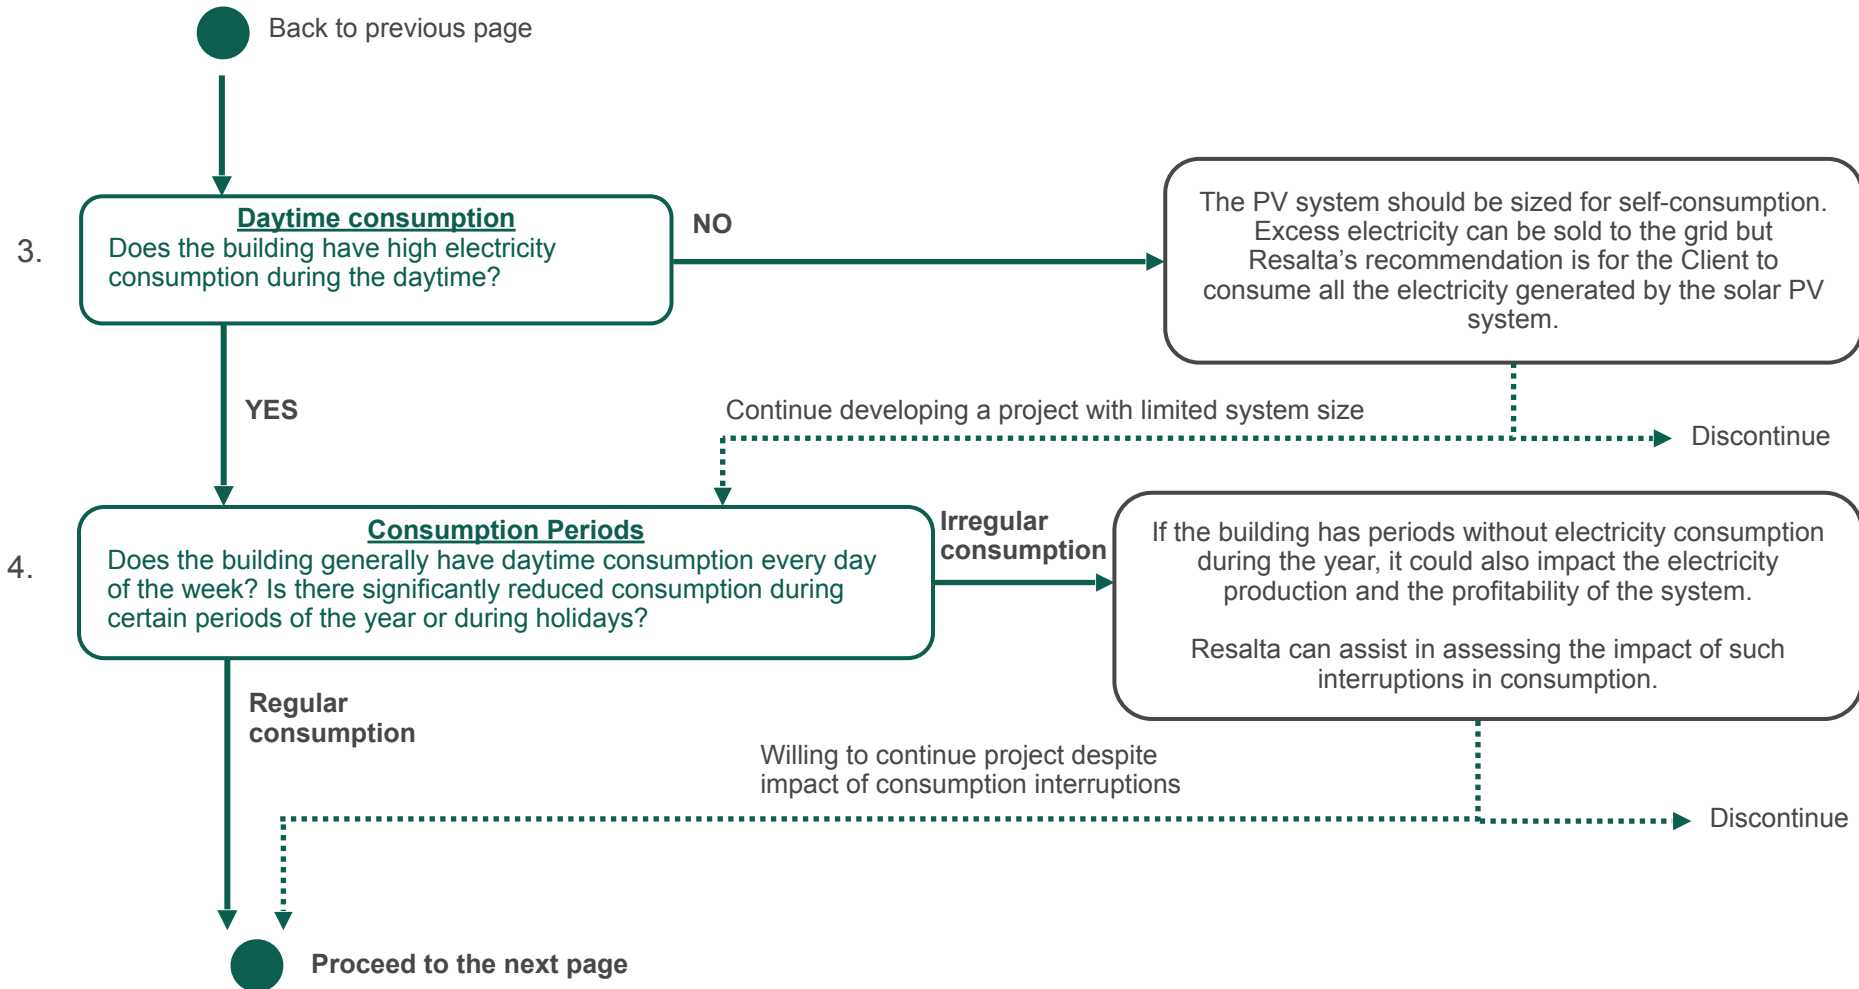 Back to previous page
3.
Daytime consumption
Does the building have high electricity
consumption during the daytime?
NO
The PV system should be sized for self-consumption.
Excess electricity can be sold to the grid but
Resalta’s recommendation is for the Client to
consume all the electricity generated by the solar PV
system.
YES
Continue developing a project with limited system size
Discontinue
4.
Consumption Periods
Does the building generally have daytime consumption every day
of the week? Is there significantly reduced consumption during
certain periods of the year or during holidays?
Irregular
consumption
If the building has periods without electricity consumption
during the year, it could also impact the electricity
production and the profitability of the system.
Resalta can assist in assessing the impact of such
interruptions in consumption.
Regular
consumption
Willing to continue project despite
impact of consumption interruptions
Discontinue
Proceed to the next page